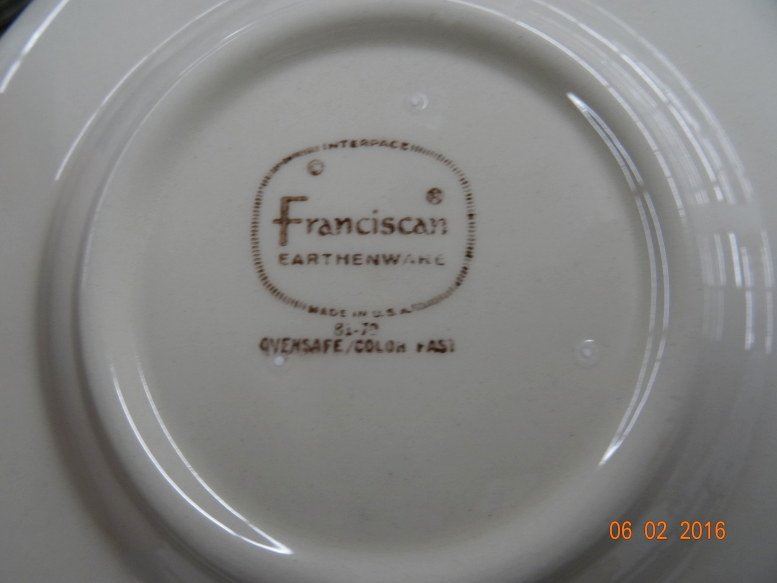 INTERPACE
©
®
Franciscan
EARTHENWARE
MADE IN U.S.A.
OVENSAFE/COLOR FAST
06 02 2016